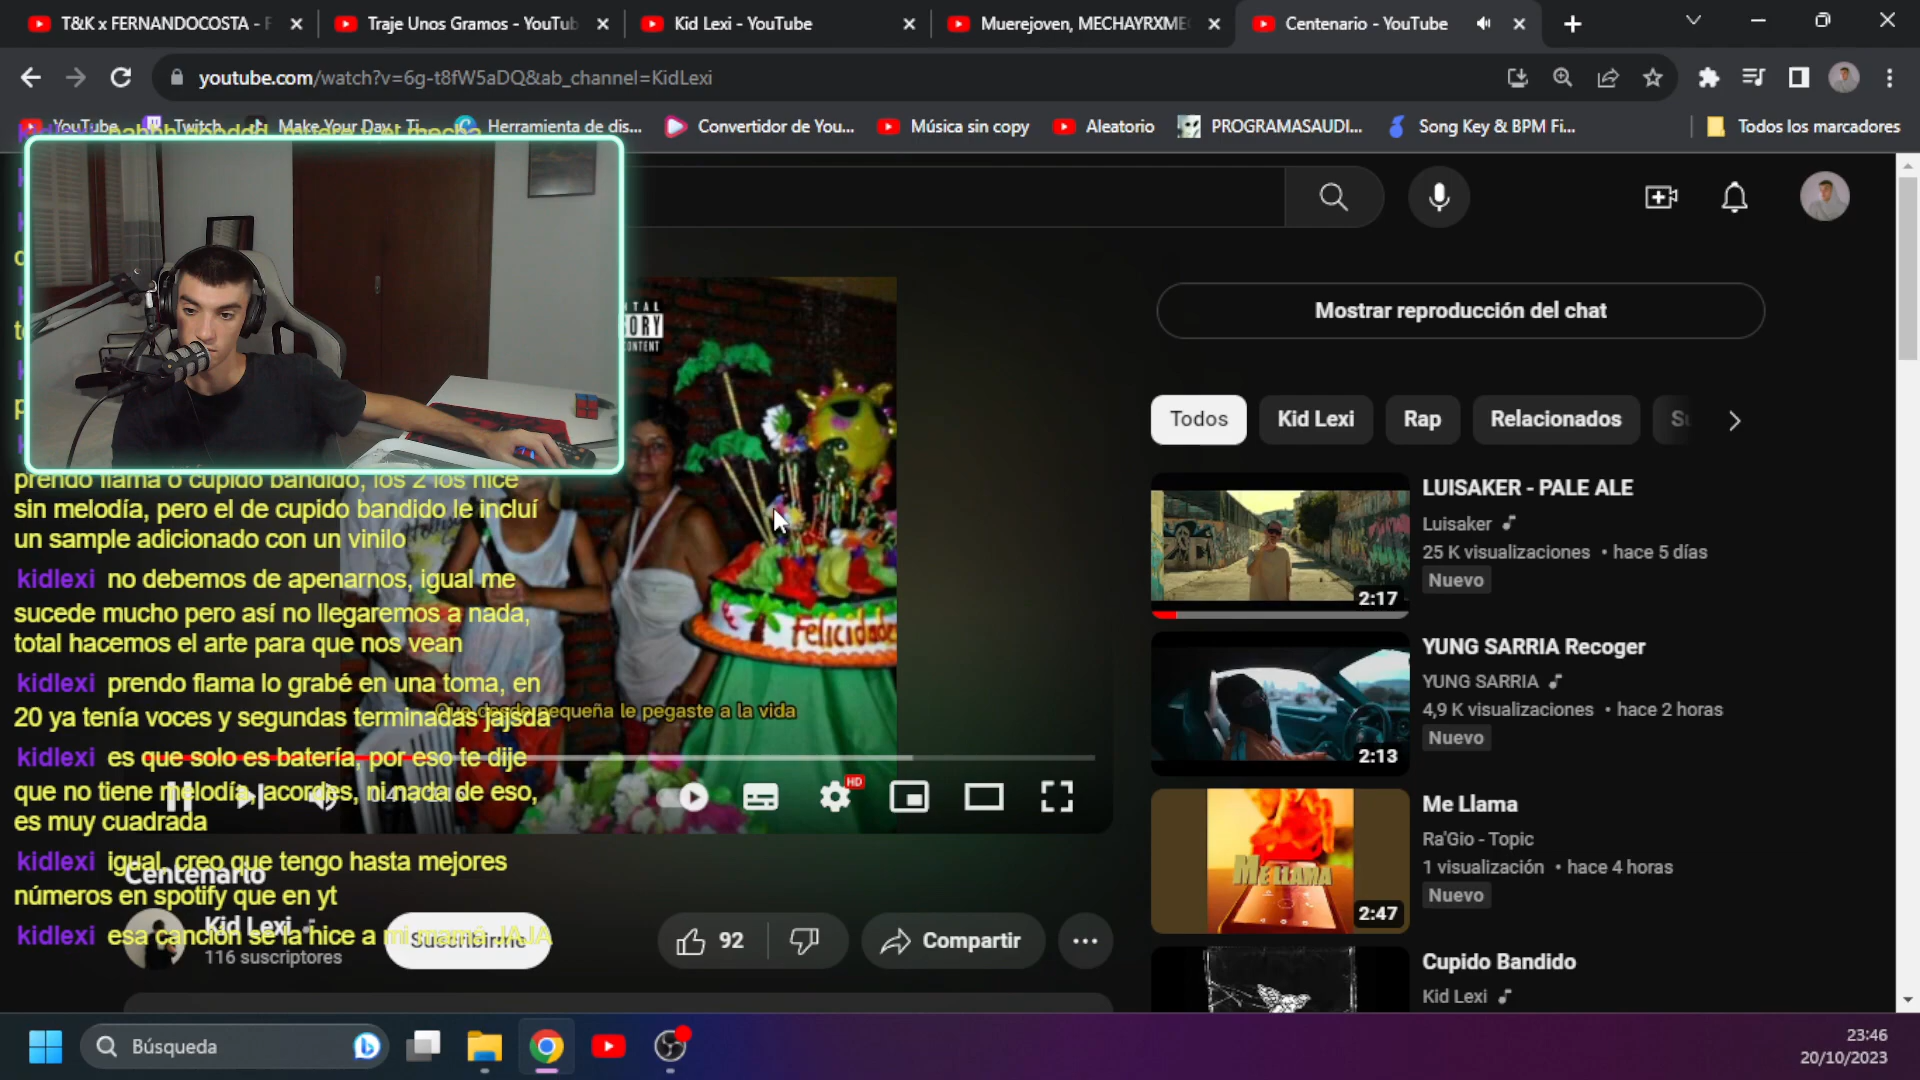 T&K x FERNANDOCOSTA - F
Traje Unos Gramos - YouTub
Kid Lexi - YouTube
Muerejoven, MECHAYRXME
Centenario - YouTube
youtube.com/watch?v=6g-t8fW5aDQ&ab_channel=KidLexi
YouTube
Twitch
Make Your Day
Herramienta de dis...
Convertidor de You...
Música sin copy
Aleatorio
PROGRAMASAUDI...
Song Key & BPM Fi...
Todos los marcadores
Mostrar reproducción del chat
Todos
Kid Lexi
Rap
Relacionados
prendo flama o cupido bandido, los 2 los hice
sin melodía, pero el de cupido bandido le incluí
un sample adicionado con un vinilo
kidlexi no debemos de apenarnos, igual me
sucede mucho pero así no llegaremos a nada,
total hacemos el arte para que nos vean
kidlexi prendo flama lo grabé en una toma, en
20 ya tenía voces y segundas terminadas jajsda
kidlexi es que solo es batería, por eso te dije
que no tiene melodía, acordes, ni nada de eso,
es muy cuadrada
kidlexi igual, creo que tengo hasta mejores
números en spotify que en yt
kidlexi esa canción se la hice a mi mamá JAJA
Felicidades
pequeña le pegaste a la vida
HD
Centenario
Kid Lexi
116 suscriptores
Suscribirme
92
Compartir
LUISAKER - PALE ALE
Luisaker
25 K visualizaciones • hace 5 días
Nuevo
2:17
YUNG SARRIA Recoger
YUNG SARRIA
4,9 K visualizaciones • hace 2 horas
Nuevo
2:13
Me Llama
Ra'Gio - Topic
1 visualización • hace 4 horas
Nuevo
ME LLAMA
2:47
Cupido Bandido
Kid Lexi
Búsqueda
23:46
20/10/2023